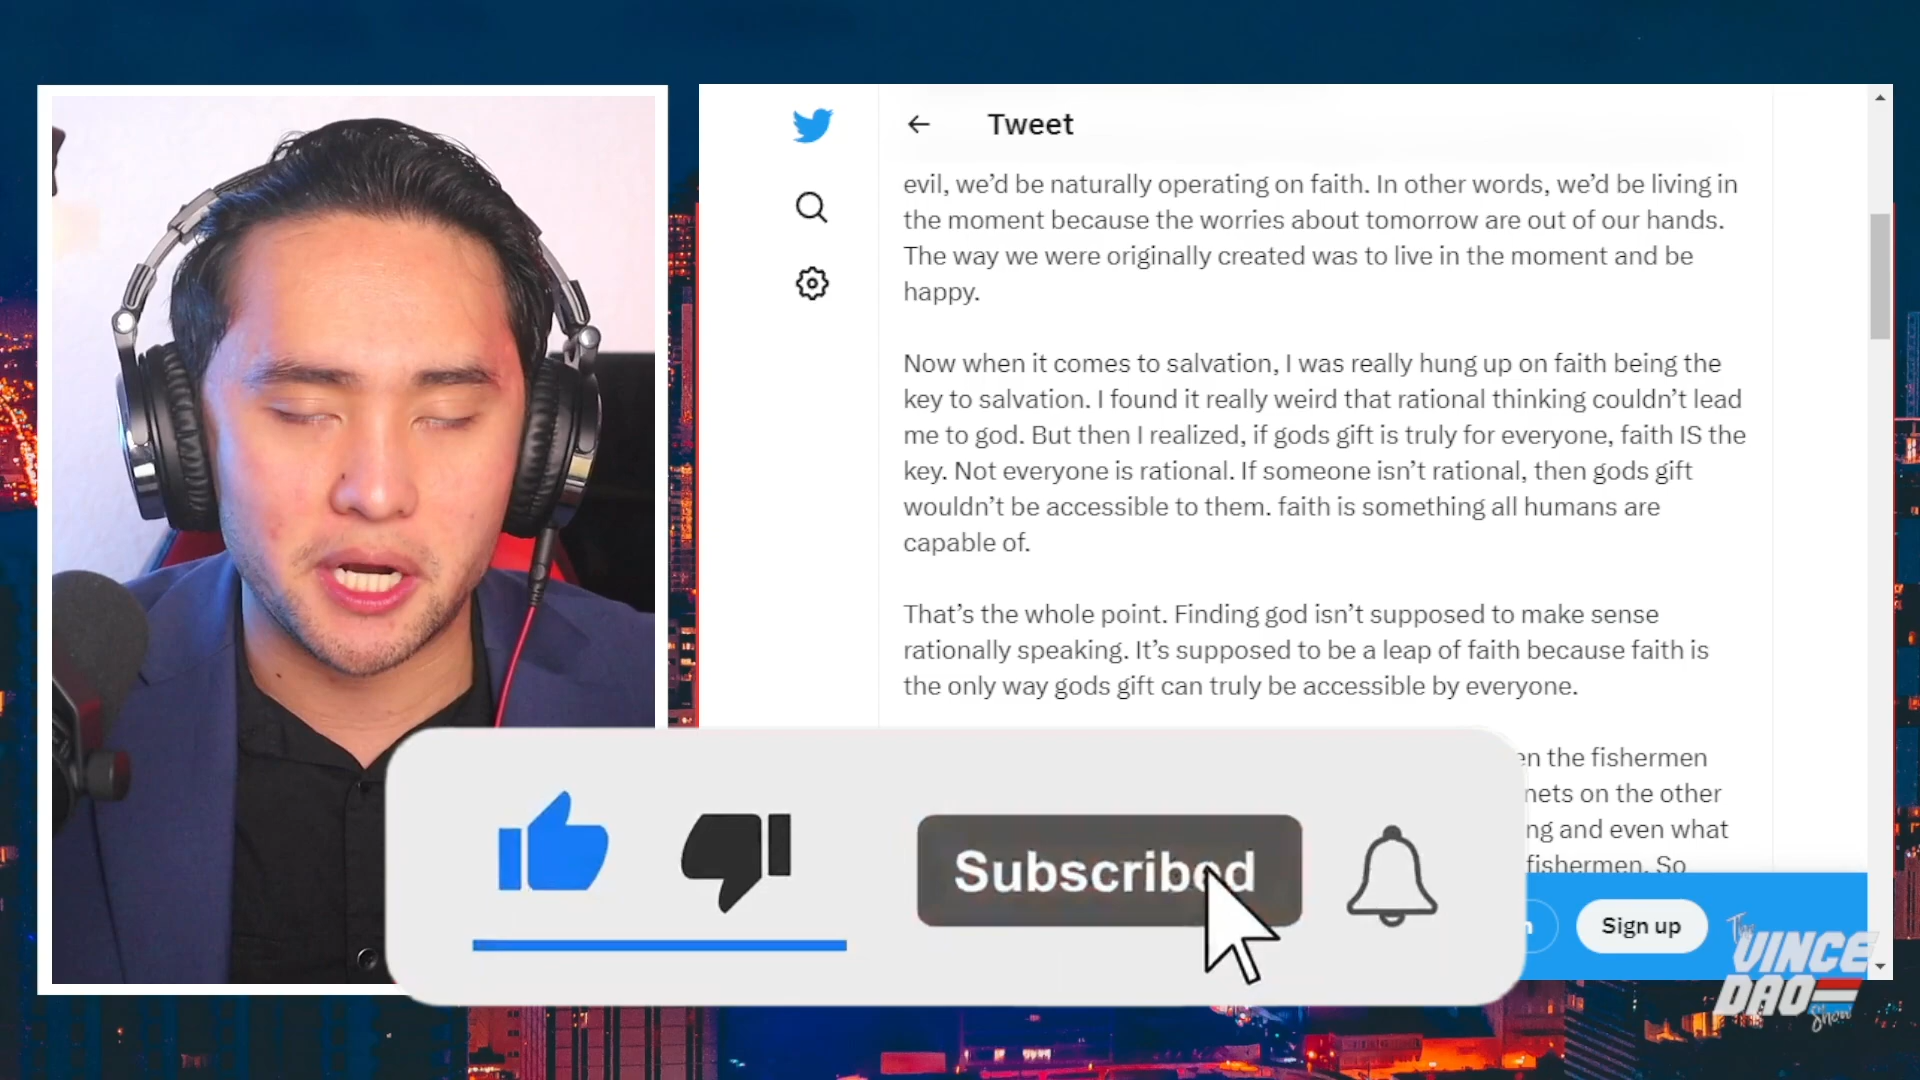 Tweet
evil, we’d be naturally operating on faith. In other words, we’d be living in
the moment because the worries about tomorrow are out of our hands.
The way we were originally created was to live in the moment and be
happy.
Now when it comes to salvation, I was really hung up on faith being the
key to salvation. I found it really weird that rational thinking couldn’t lead
me to god. But then I realized, if gods gift is truly for everyone, faith IS the
key. Not everyone is rational. If someone isn’t rational, then gods gift
wouldn’t be accessible to them. faith is something all humans are
capable of.
That’s the whole point. Finding god isn’t supposed to make sense
rationally speaking. It’s supposed to be a leap of faith because faith is
the only way gods gift can truly be accessible by everyone.
the fishermen
nets on the other
and even what
fishermen. So
Subscribed
Sign up
The
VINCE
DAO
Show